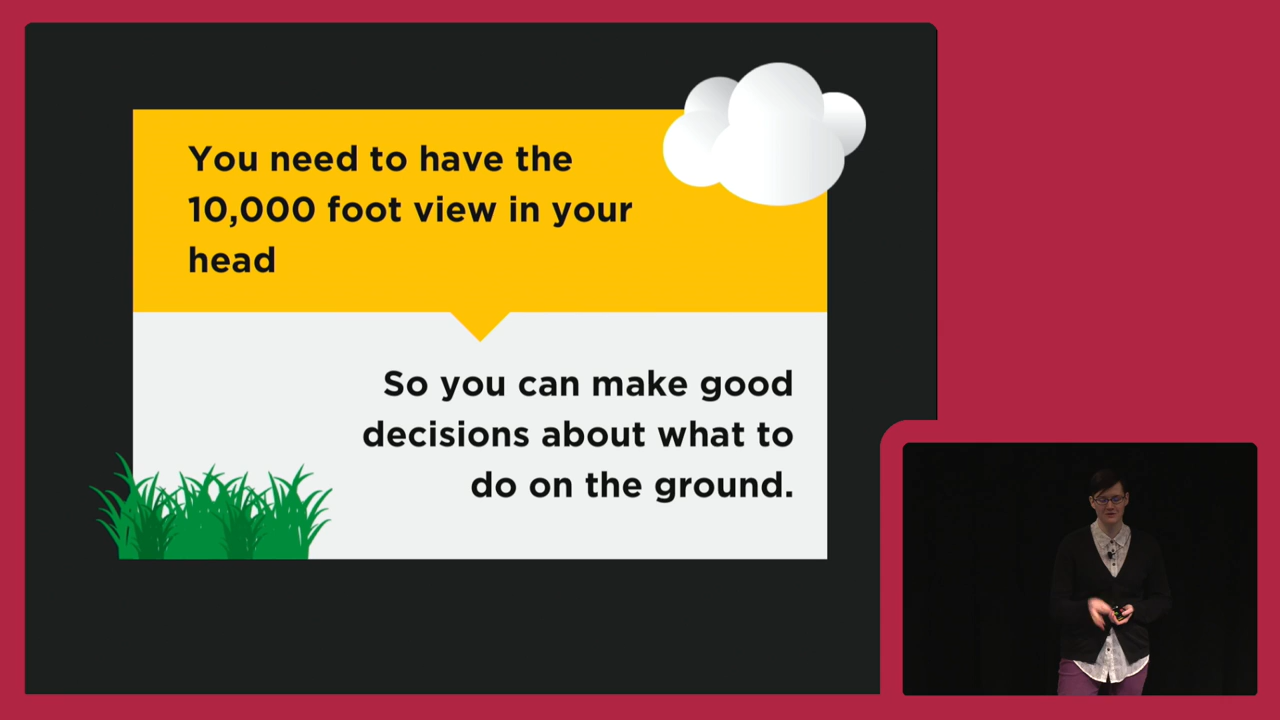 You need to have the
10,000 foot view in your
head
So you can make good
decisions about what to
do on the ground.